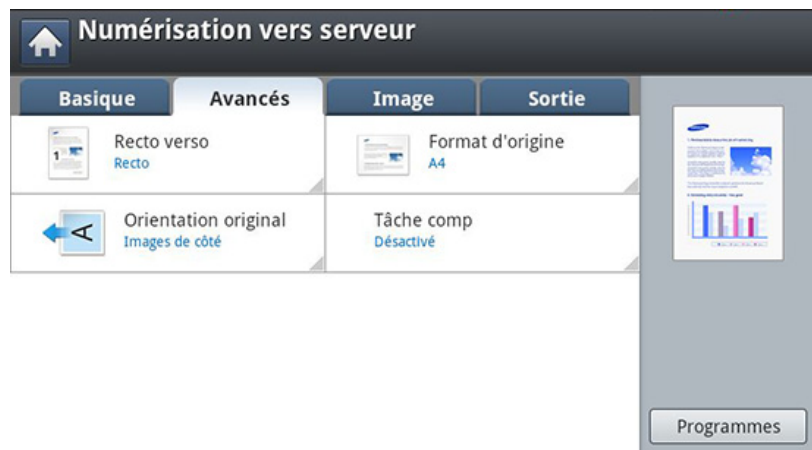 Numérisation vers serveur
Basique
Avancés
Image
Sortie
Recto verso
Recto
Format d'origine
A4
Orientation original
Images de côté
Tâche comp
Désactivé
Programmes